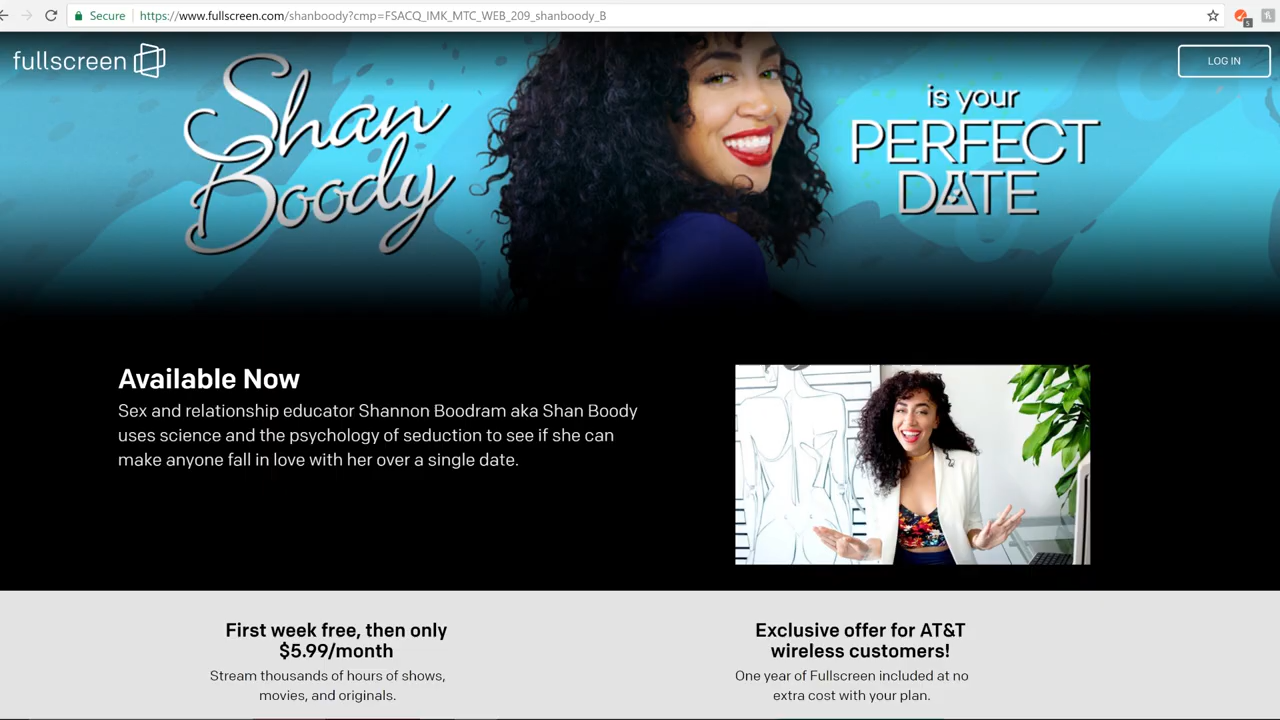 Secure
https://www.fullscreen.com/shanboody?cmp=FSACQ_IMK_MTC_WEB_209_shanboody_B
5
fullscreen
LOG IN
Shan
Boody
is your
PERFECT
DATE
Available Now
Sex and relationship educator Shannon Boodram aka Shan Boody
uses science and the psychology of seduction to see if she can
make anyone fall in love with her over a single date.
First week free, then only
$5.99/month
Stream thousands of hours of shows,
movies, and originals.
Exclusive offer for AT&T
wireless customers!
One year of Fullscreen included at no
extra cost with your plan.